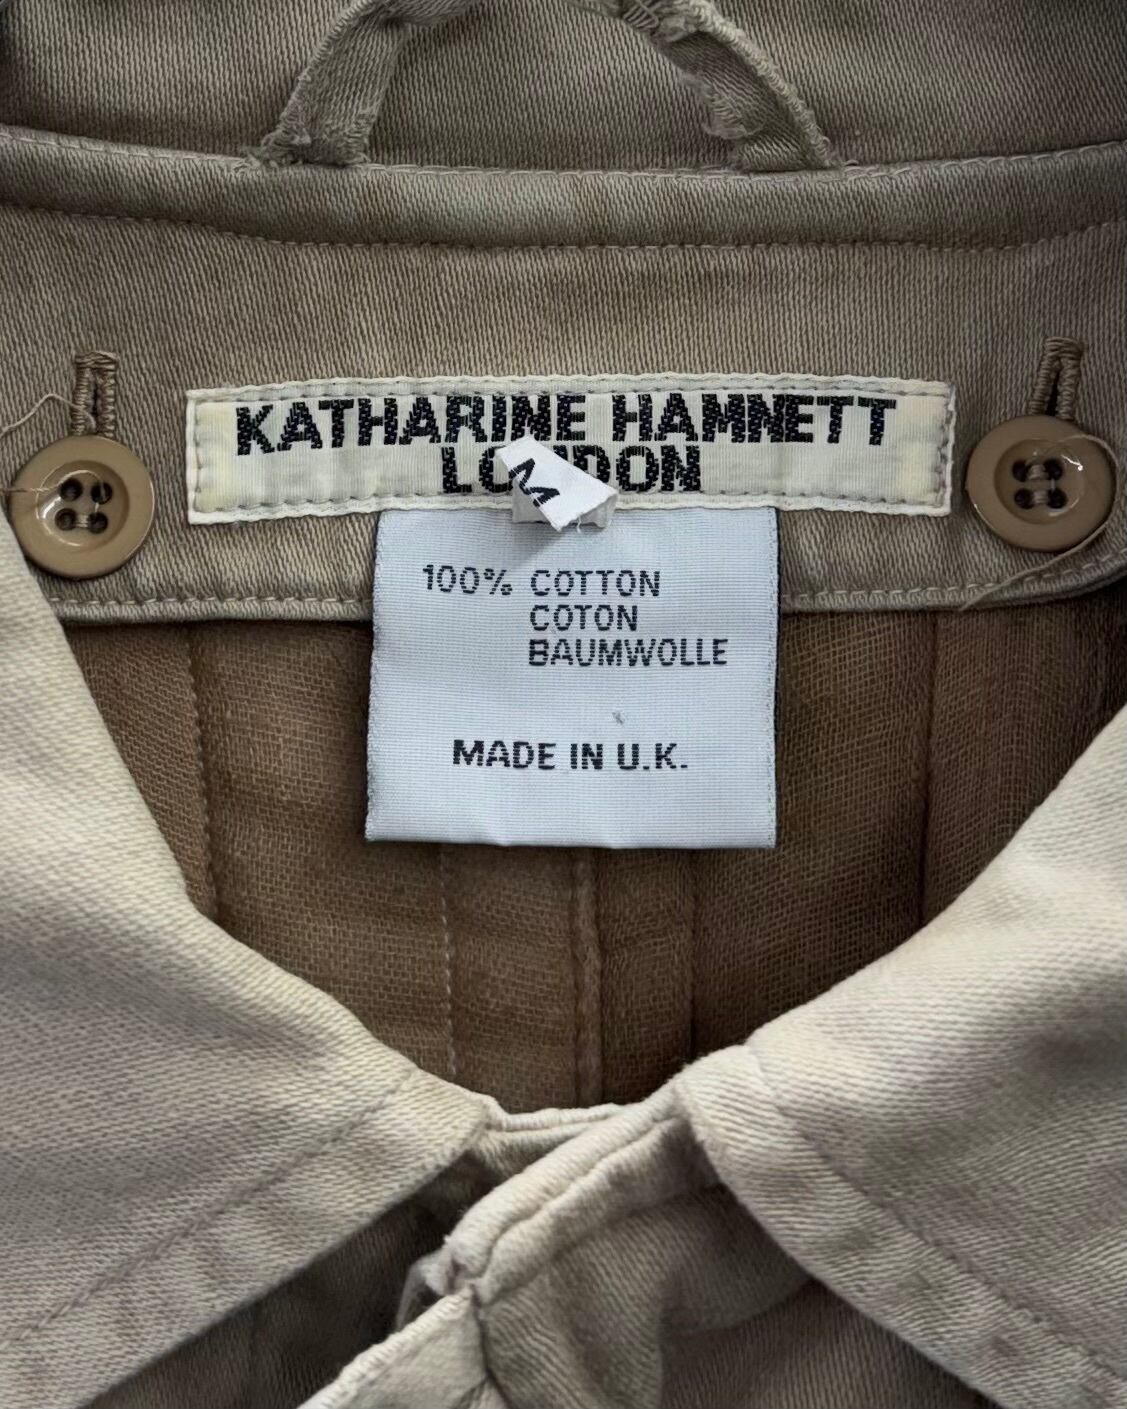 KATHARINE HAMNETT
LONDON
M
100% COTTON
COTON
BAUMWOLLE
MADE IN U.K.